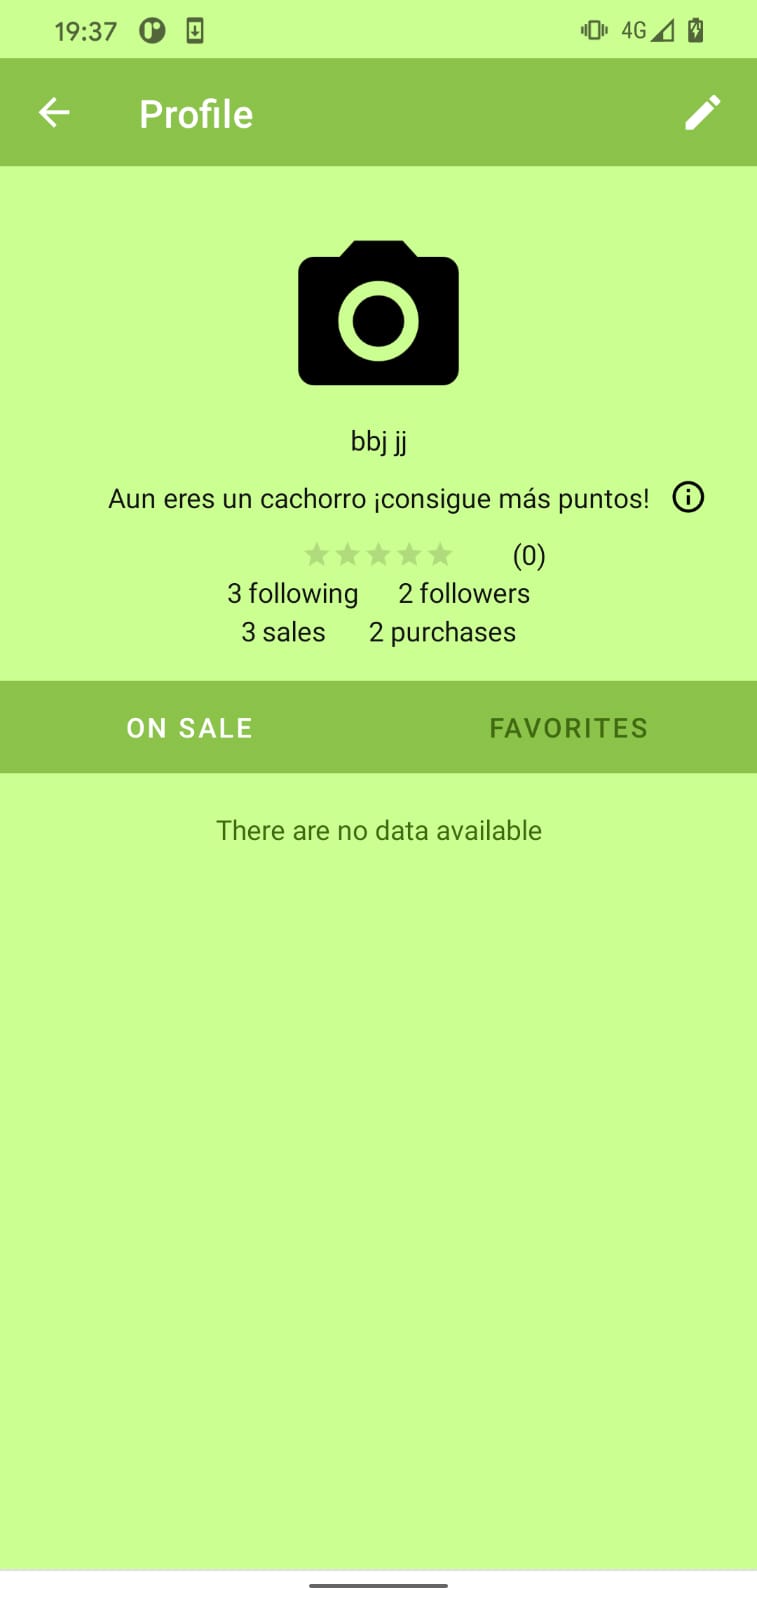 19:37 4G
Profile
bbj jj
Aun eres un cachorro ¡consigue más puntos!
(0)
3 following 2 followers
3 sales 2 purchases
ON SALE FAVORITES
There are no data available